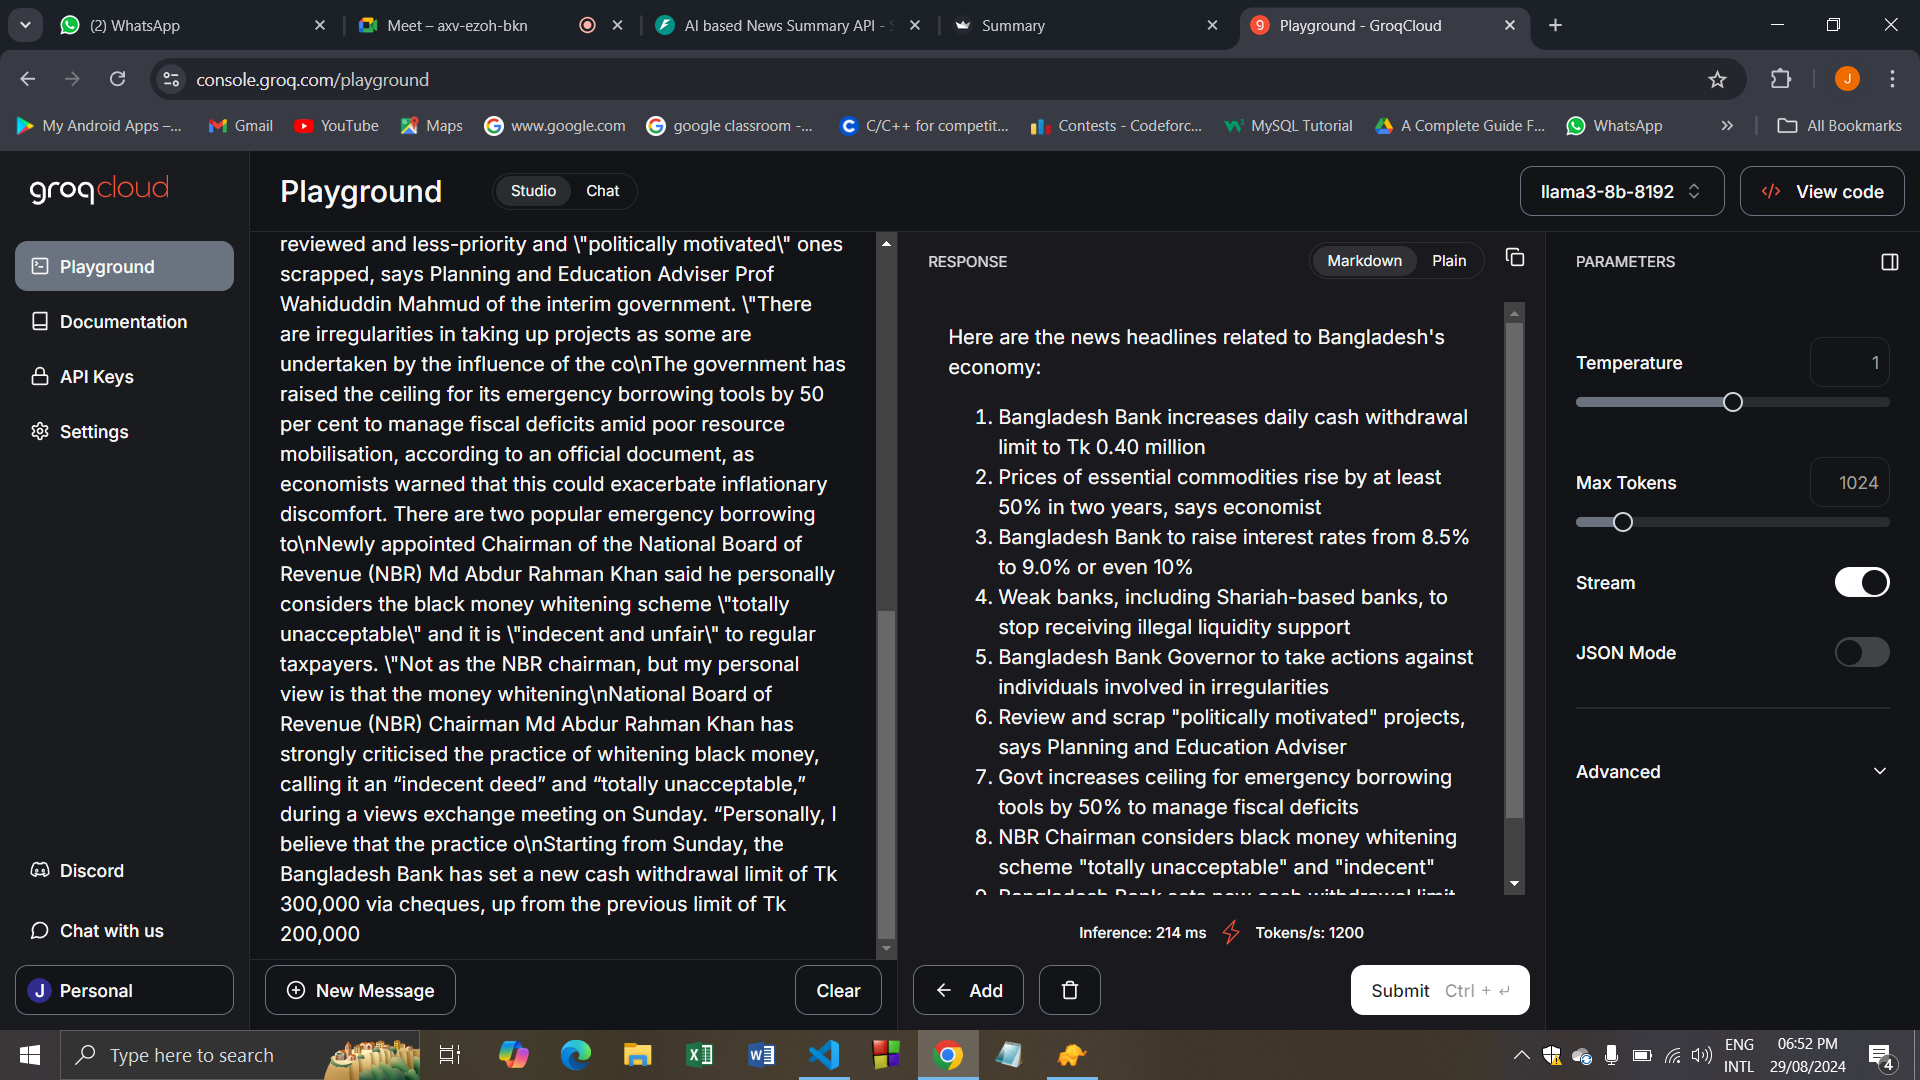 (2) WhatsApp
Meet – axv-ezoh-bkn
AI based News Summary API -
Summary
9 Playground - GroqCloud
console.groq.com/playground
J
My Android Apps –...
Gmail
YouTube
Maps
www.google.com
google classroom -...
C/C++ for competit...
Contests - Codeforc...
MySQL Tutorial
A Complete Guide F...
WhatsApp
All Bookmarks
groqcloud
Playground
Studio
Chat
llama3-8b-8192
</> View code
Playground
Documentation
API Keys
Settings
Discord
Chat with us
J Personal
reviewed and less-priority and \"politically motivated\" ones
scrapped, says Planning and Education Adviser Prof
Wahiduddin Mahmud of the interim government. \"There
are irregularities in taking up projects as some are
undertaken by the influence of the co\nThe government has
raised the ceiling for its emergency borrowing tools by 50
per cent to manage fiscal deficits amid poor resource
mobilisation, according to an official document, as
economists warned that this could exacerbate inflationary
discomfort. There are two popular emergency borrowing
to\nNewly appointed Chairman of the National Board of
Revenue (NBR) Md Abdur Rahman Khan said he personally
considers the black money whitening scheme \"totally
unacceptable\" and it is \"indecent and unfair\" to regular
taxpayers. \"Not as the NBR chairman, but my personal
view is that the money whitening\nNational Board of
Revenue (NBR) Chairman Md Abdur Rahman Khan has
strongly criticised the practice of whitening black money,
calling it an “indecent deed” and “totally unacceptable,”
during a views exchange meeting on Sunday. “Personally, I
believe that the practice o\nStarting from Sunday, the
Bangladesh Bank has set a new cash withdrawal limit of Tk
300,000 via cheques, up from the previous limit of Tk
200,000
New Message
Clear
RESPONSE
Markdown
Plain
Here are the news headlines related to Bangladesh's
economy:
1. Bangladesh Bank increases daily cash withdrawal
limit to Tk 0.40 million
2. Prices of essential commodities rise by at least
50% in two years, says economist
3. Bangladesh Bank to raise interest rates from 8.5%
to 9.0% or even 10%
4. Weak banks, including Shariah-based banks, to
stop receiving illegal liquidity support
5. Bangladesh Bank Governor to take actions against
individuals involved in irregularities
6. Review and scrap "politically motivated" projects,
says Planning and Education Adviser
7. Govt increases ceiling for emergency borrowing
tools by 50% to manage fiscal deficits
8. NBR Chairman considers black money whitening
scheme "totally unacceptable" and "indecent"
9. Bangladesh Bank sets new cash withdrawal limit
Inference: 214 ms
Tokens/s: 1200
Add
Submit Ctrl + ↵
PARAMETERS
Temperature
1
Max Tokens
1024
Stream
JSON Mode
Advanced
Type here to search
ENG
INTL
06:52 PM
29/08/2024
4